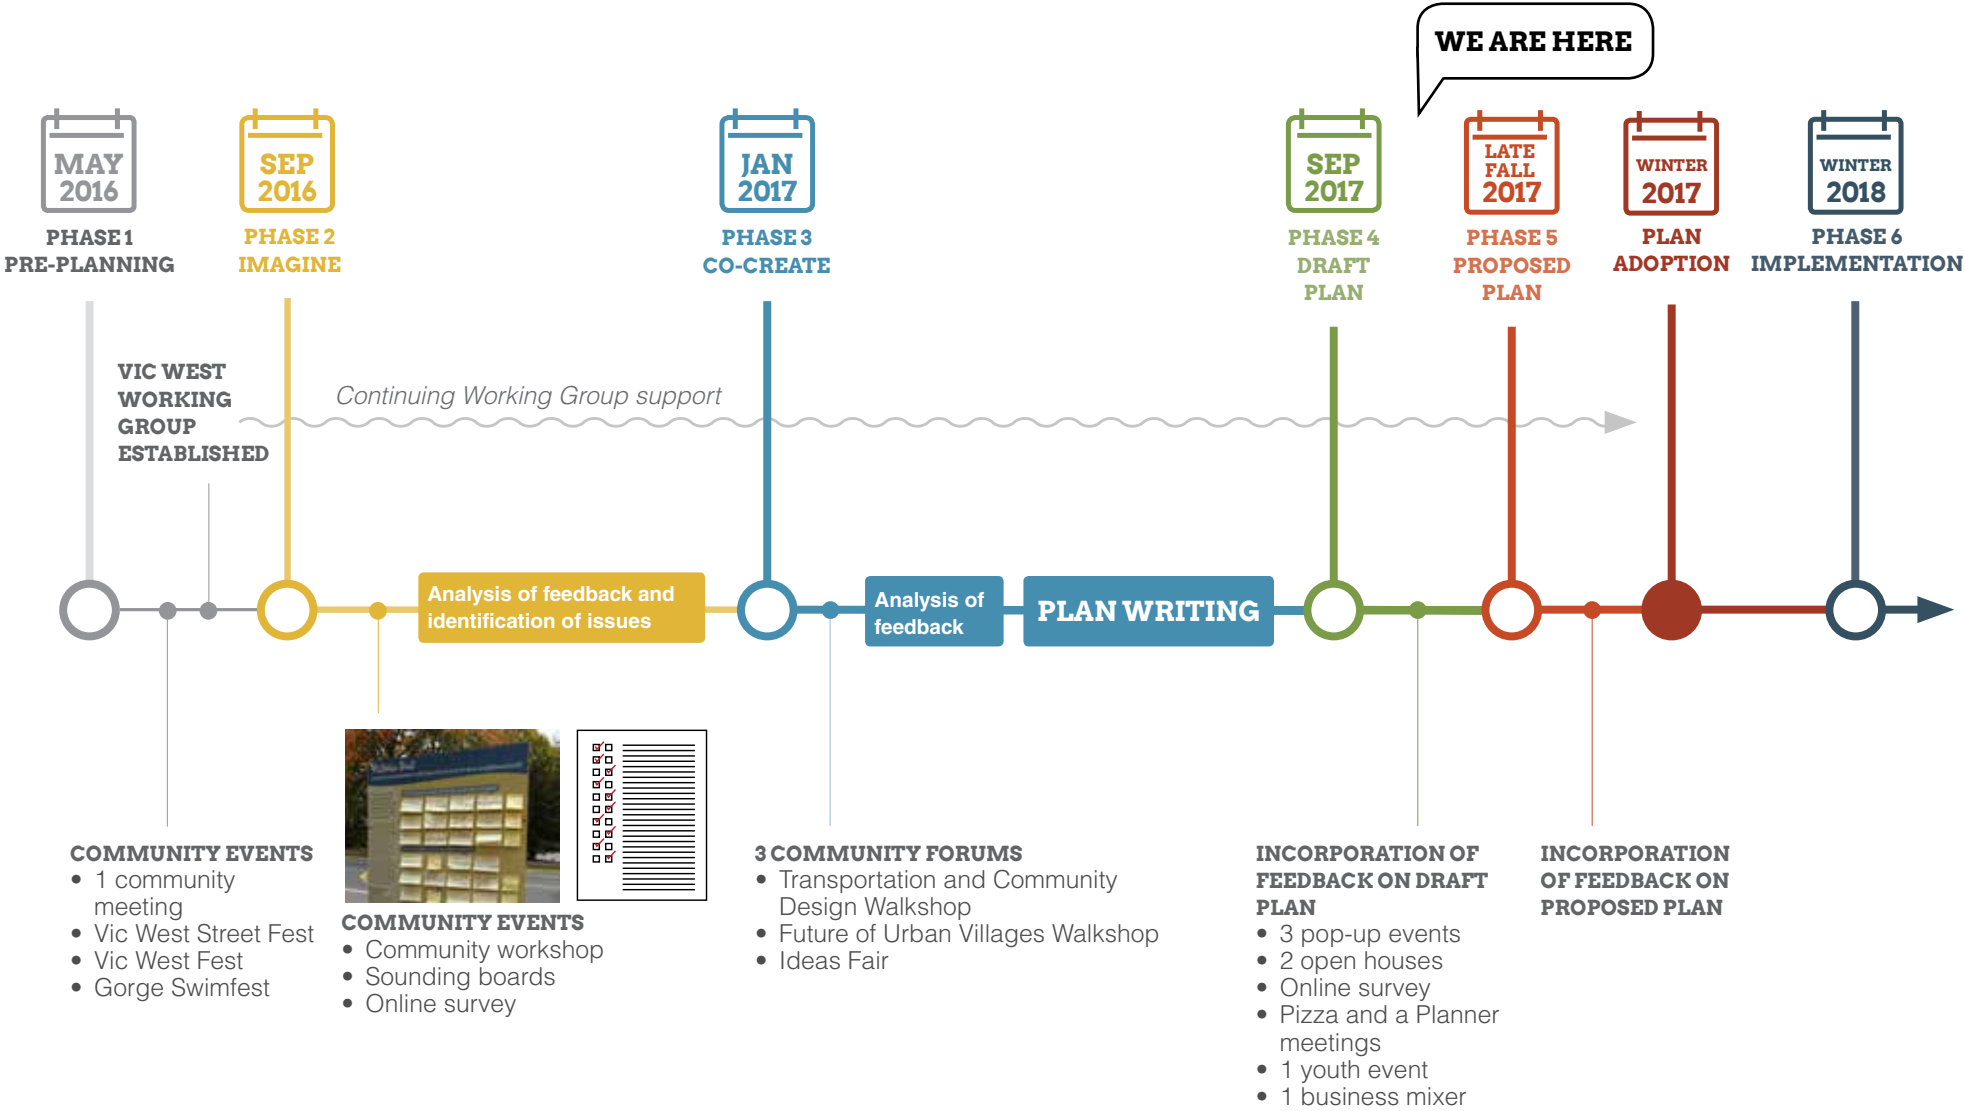 WE ARE HERE
MAY
2016
PHASE 1
PRE-PLANNING
SEP
2016
PHASE 2
IMAGINE
JAN
2017
PHASE 3
CO-CREATE
SEP
2017
PHASE 4
DRAFT
PLAN
LATE
FALL
2017
PHASE 5
PROPOSED
PLAN
WINTER
2017
PLAN
ADOPTION
WINTER
2018
PHASE 6
IMPLEMENTATION
VIC WEST
WORKING
GROUP
ESTABLISHED
Continuing Working Group support
Analysis of feedback and
identification of issues
Analysis of
feedback
PLAN WRITING
COMMUNITY EVENTS
• 1 community
meeting
• Vic West Street Fest
• Vic West Fest
• Gorge Swimfest
COMMUNITY EVENTS
• Community workshop
• Sounding boards
• Online survey
3 COMMUNITY FORUMS
• Transportation and Community
Design Walkshop
• Future of Urban Villages Walkshop
• Ideas Fair
INCORPORATION OF
FEEDBACK ON DRAFT
PLAN
• 3 pop-up events
• 2 open houses
• Online survey
• Pizza and a Planner
meetings
• 1 youth event
• 1 business mixer
INCORPORATION
OF FEEDBACK ON
PROPOSED PLAN